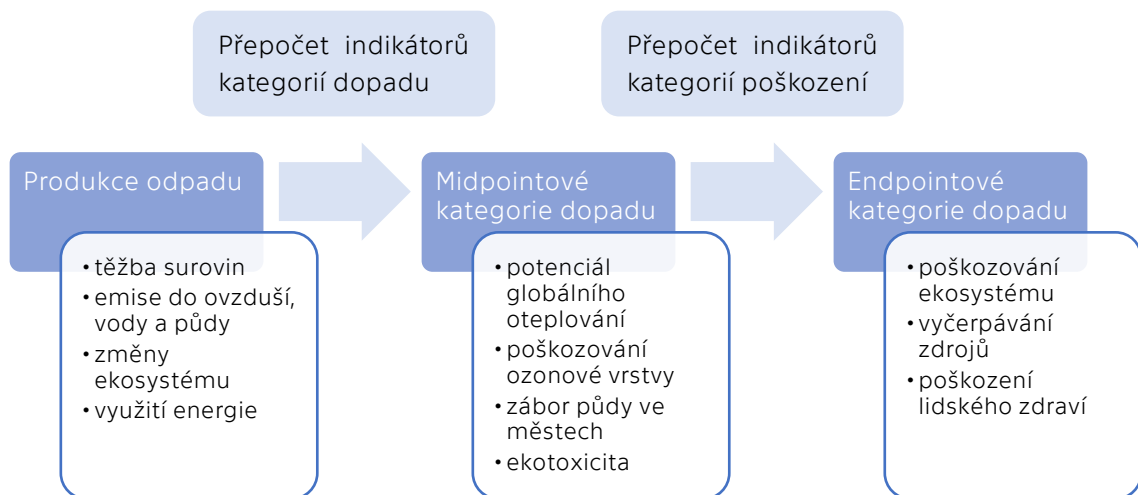 Přepočet indikátorů
kategorií dopadu
Přepočet indikátorů
kategorií poškození
Produkce odpadu
•těžba surovin
•emise do ovzduší,
vody a půdy
•změny
ekosystému
•využití energie
Midpointové
kategorie dopadu
•potenciál
globálního
oteplování
•poškozování
ozonové vrstvy
•zábor půdy ve
městech
•ekotoxicita
Endpointové
kategorie dopadu
•poškozování
ekosystému
•vyčerpávání
zdrojů
•poškození
lidského zdraví